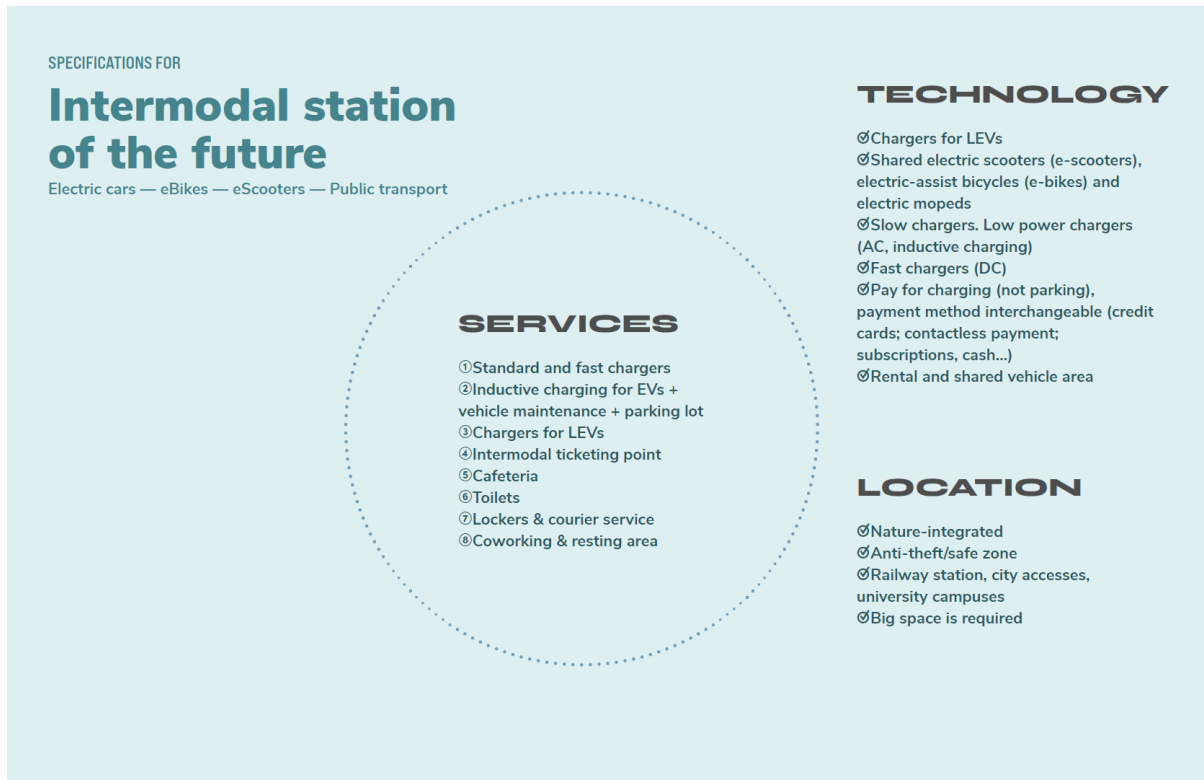 SPECIFICATIONS FOR
Intermodal station
of the future
Electric cars — eBikes — eScooters — Public transport
SERVICES
①Standard and fast chargers
②Inductive charging for EVs +
vehicle maintenance + parking lot
③Chargers for LEVs
④Intermodal ticketing point
⑤Cafeteria
⑥Toilets
⑦Lockers & courier service
⑧Coworking & resting area
TECHNOLOGY
☑Chargers for LEVs
☑Shared electric scooters (e-scooters),
electric-assist bicycles (e-bikes) and
electric mopeds
☑Slow chargers. Low power chargers
(AC, inductive charging)
☑Fast chargers (DC)
☑Pay for charging (not parking),
payment method interchangeable (credit
cards; contactless payment;
subscriptions, cash...)
☑Rental and shared vehicle area
LOCATION
☑Nature-integrated
☑Anti-theft/safe zone
☑Railway station, city accesses,
university campuses
☑Big space is required